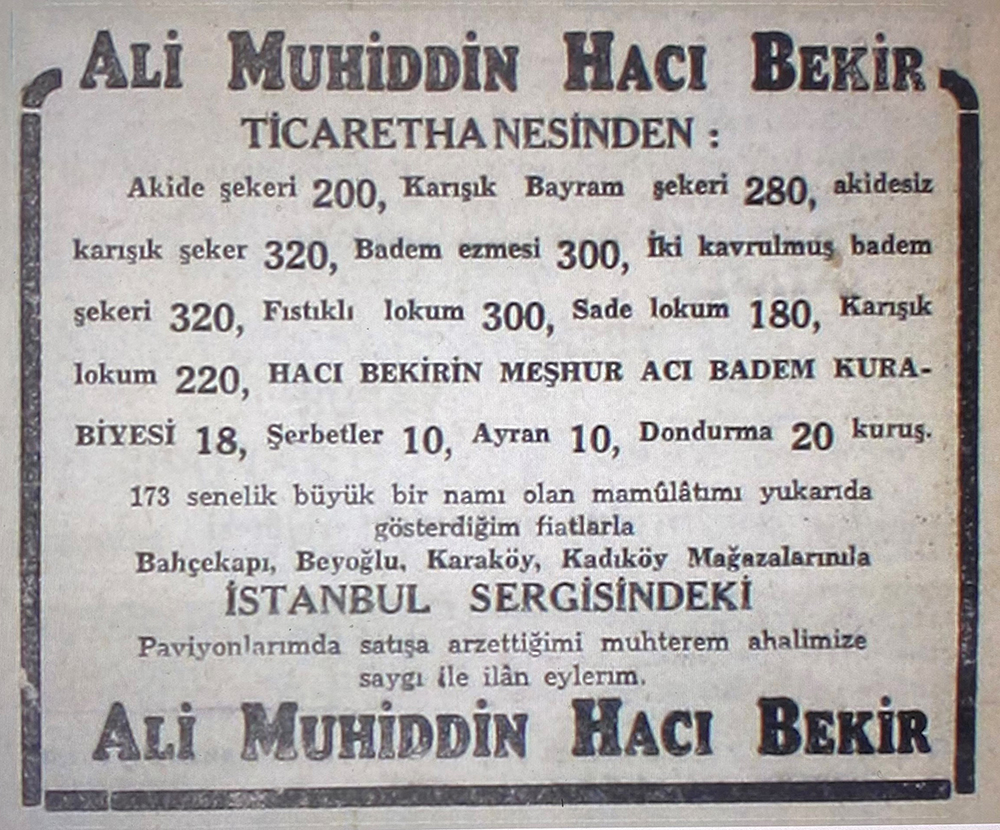 ALİ MUHİDDİN HACI BEKİR
TİCARETHANESİNDEN :
Akide şekeri 200, Karışık Bayram şekeri 280, akidesiz
karışık şeker 320, Badem ezmesi 300, İki kavrulmuş badem
şekeri 320, Fıstıklı lokum 300, Sade lokum 180, Karışık
lokum 220, HACI BEKİRİN MEŞHUR ACI BADEM KURA-
BİYESİ 18, Şerbetler 10, Ayran 10, Dondurma 20 kuruş.
173 senelik büyük bir namı olan mamûlâtımı yukarıda
gösterdiğim fiatlarla
Bahçekapı, Beyoğlu, Karaköy, Kadıköy Mağazalarımla
İSTANBUL SERGİSİNDEKİ
Paviyonlarımda satışa arzettiğimi muhterem ahalimize
saygı ile ilân eylerım.
ALİ MUHİDDİN HACI BEKİR